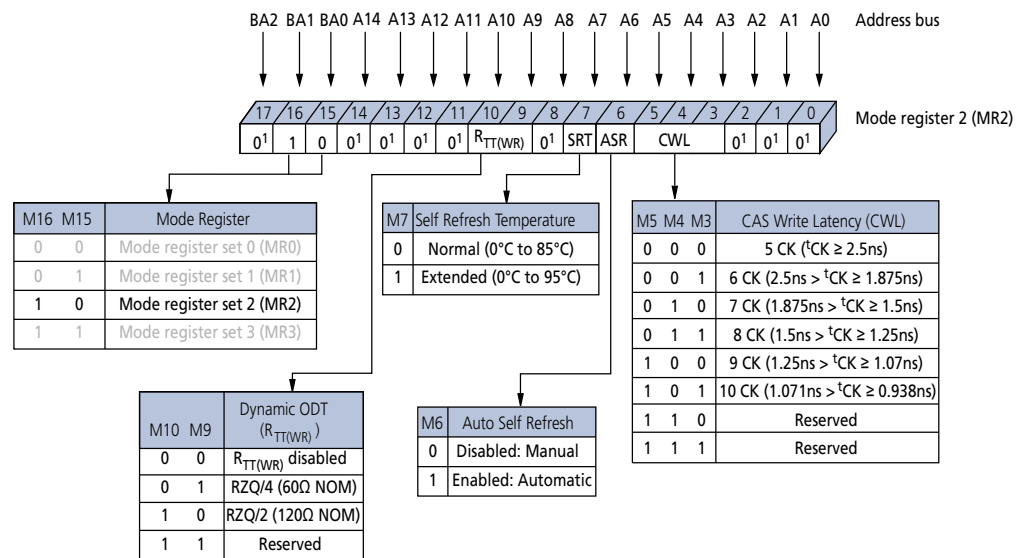 BA2 BA1 BA0 A14 A13 A12 A11 A10 A9 A8 A7 A6 A5 A4 A3 A2 A1 A0 Address bus
17 16 15 14 13 12 11 10 9 8 7 6 5 4 3 2 1 0
Mode register 2 (MR2)
0¹ 1 0 0¹ 0¹ 0¹ 0¹ RTT(WR) 0¹ SRT ASR CWL 0¹ 0¹ 0¹
M16 M15 Mode Register
0 0 Mode register set 0 (MR0)
0 1 Mode register set 1 (MR1)
1 0 Mode register set 2 (MR2)
1 1 Mode register set 3 (MR3)
M7 Self Refresh Temperature
0 Normal (0°C to 85°C)
1 Extended (0°C to 95°C)
M5 M4 M3 CAS Write Latency (CWL)
0 0 0 5 CK (ᵗCK ≥ 2.5ns)
0 0 1 6 CK (2.5ns > ᵗCK ≥ 1.875ns)
0 1 0 7 CK (1.875ns > ᵗCK ≥ 1.5ns)
0 1 1 8 CK (1.5ns > ᵗCK ≥ 1.25ns)
1 0 0 9 CK (1.25ns > ᵗCK ≥ 1.07ns)
1 0 1 10 CK (1.071ns > ᵗCK ≥ 0.938ns)
1 1 0 Reserved
1 1 1 Reserved
M10 M9 Dynamic ODT
(RTT(WR) )
0 0 RTT(WR) disabled
0 1 RZQ/4 (60Ω NOM)
1 0 RZQ/2 (120Ω NOM)
1 1 Reserved
M6 Auto Self Refresh
0 Disabled: Manual
1 Enabled: Automatic